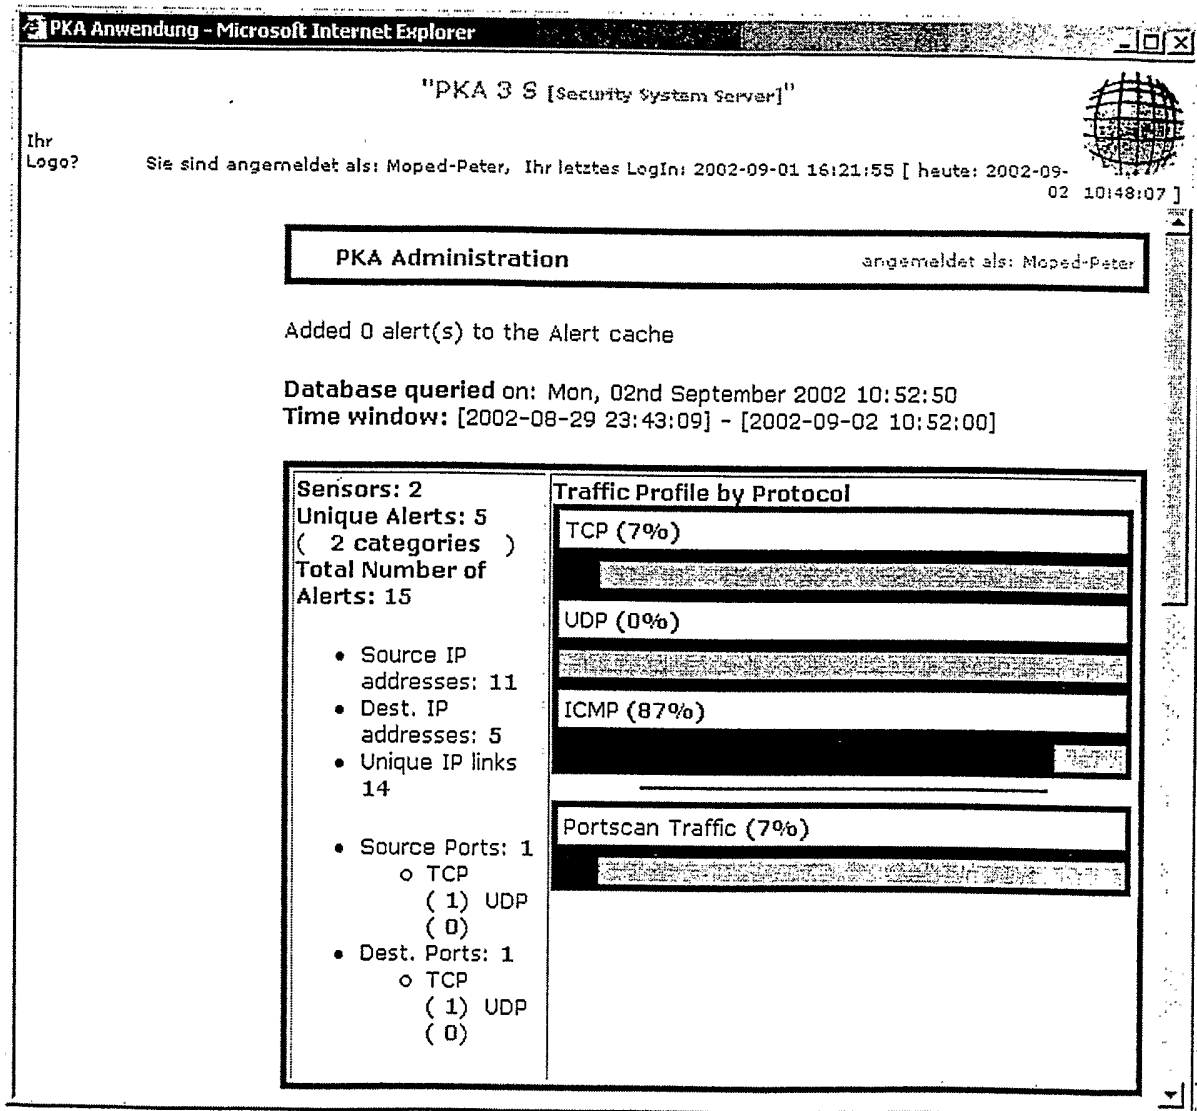 PKA Anwendung - Microsoft Internet Explorer
"PKA 3 S [Security System Server]"
Ihr
Logo?
Sie sind angemeldet als: Moped-Peter, Ihr letztes LogIn: 2002-09-01 16:21:55 [ heute: 2002-09-
02 10:48:07 ]
PKA Administration
angemeldet als: Moped-Peter
Added 0 alert(s) to the Alert cache
Database queried on: Mon, 02nd September 2002 10:52:50
Time window: [2002-08-29 23:43:09] - [2002-09-02 10:52:00]
Sensors: 2
Unique Alerts: 5
( 2 categories )
Total Number of
Alerts: 15
• Source IP
addresses: 11
• Dest. IP
addresses: 5
• Unique IP links
14
• Source Ports: 1
o TCP
( 1) UDP
( 0)
• Dest. Ports: 1
o TCP
( 1) UDP
( 0)
Traffic Profile by Protocol
TCP (7%)
UDP (0%)
ICMP (87%)
Portscan Traffic (7%)